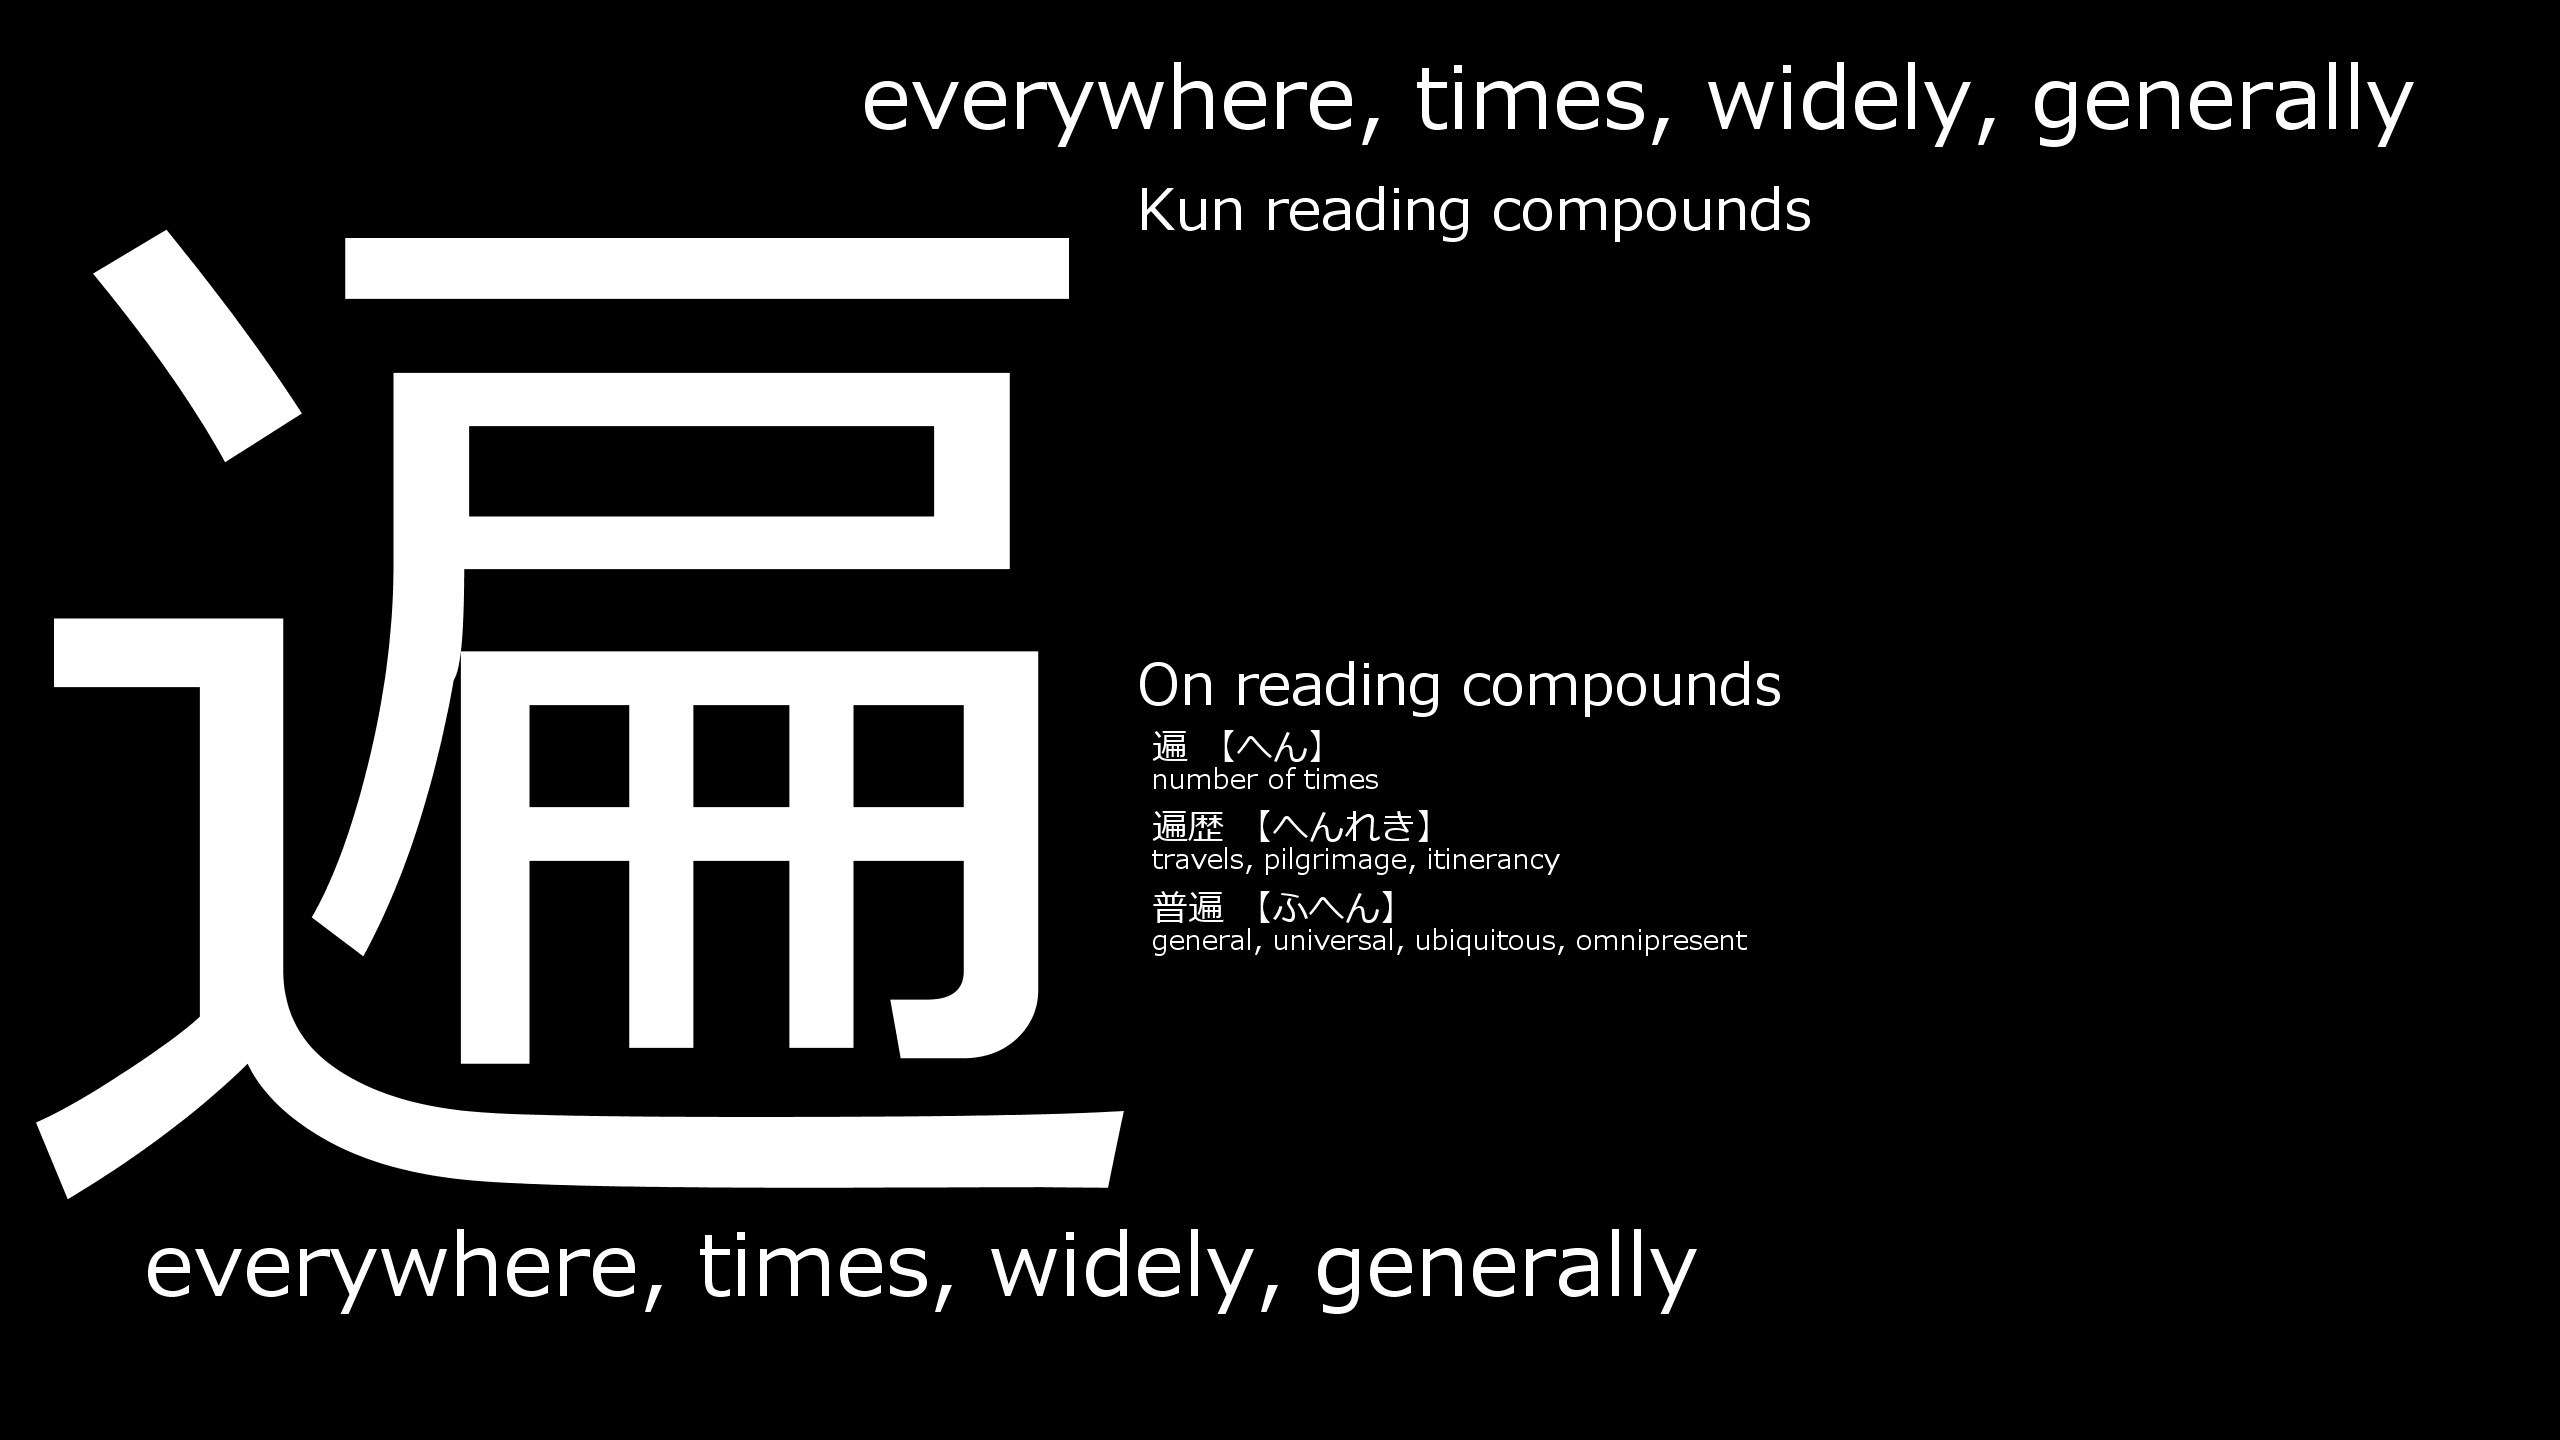 everywhere, times, widely, generally
Kun reading compounds
遍
On reading compounds
遍 【へん】
number of times
遍歴 【へんれき】
travels, pilgrimage, itinerancy
普遍 【ふへん】
general, universal, ubiquitous, omnipresent
everywhere, times, widely, generally